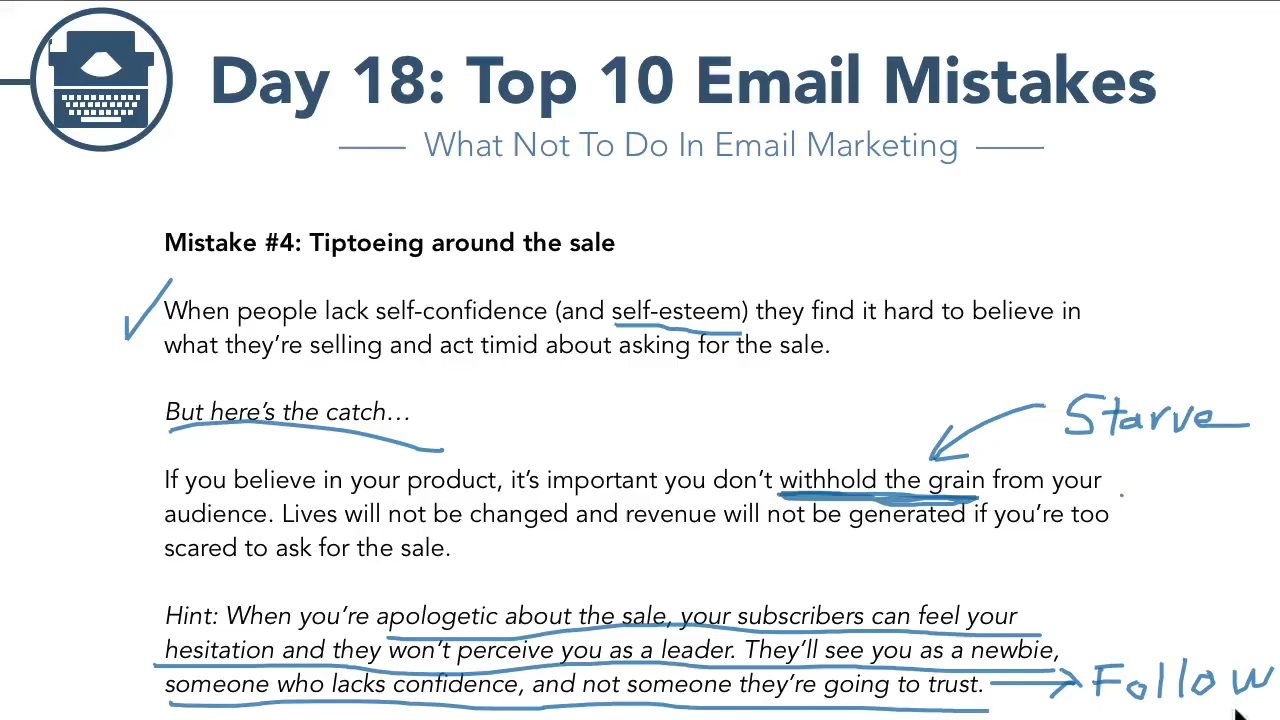 Day 18: Top 10 Email Mistakes
What Not To Do In Email Marketing
Mistake #4: Tiptoeing around the sale
When people lack self-confidence (and self-esteem) they find it hard to believe in
what they’re selling and act timid about asking for the sale.
But here’s the catch…
Starve
If you believe in your product, it’s important you don’t withhold the grain from your
audience. Lives will not be changed and revenue will not be generated if you’re too
scared to ask for the sale.
Hint: When you’re apologetic about the sale, your subscribers can feel your
hesitation and they won’t perceive you as a leader. They’ll see you as a newbie,
someone who lacks confidence, and not someone they’re going to trust.
Follow